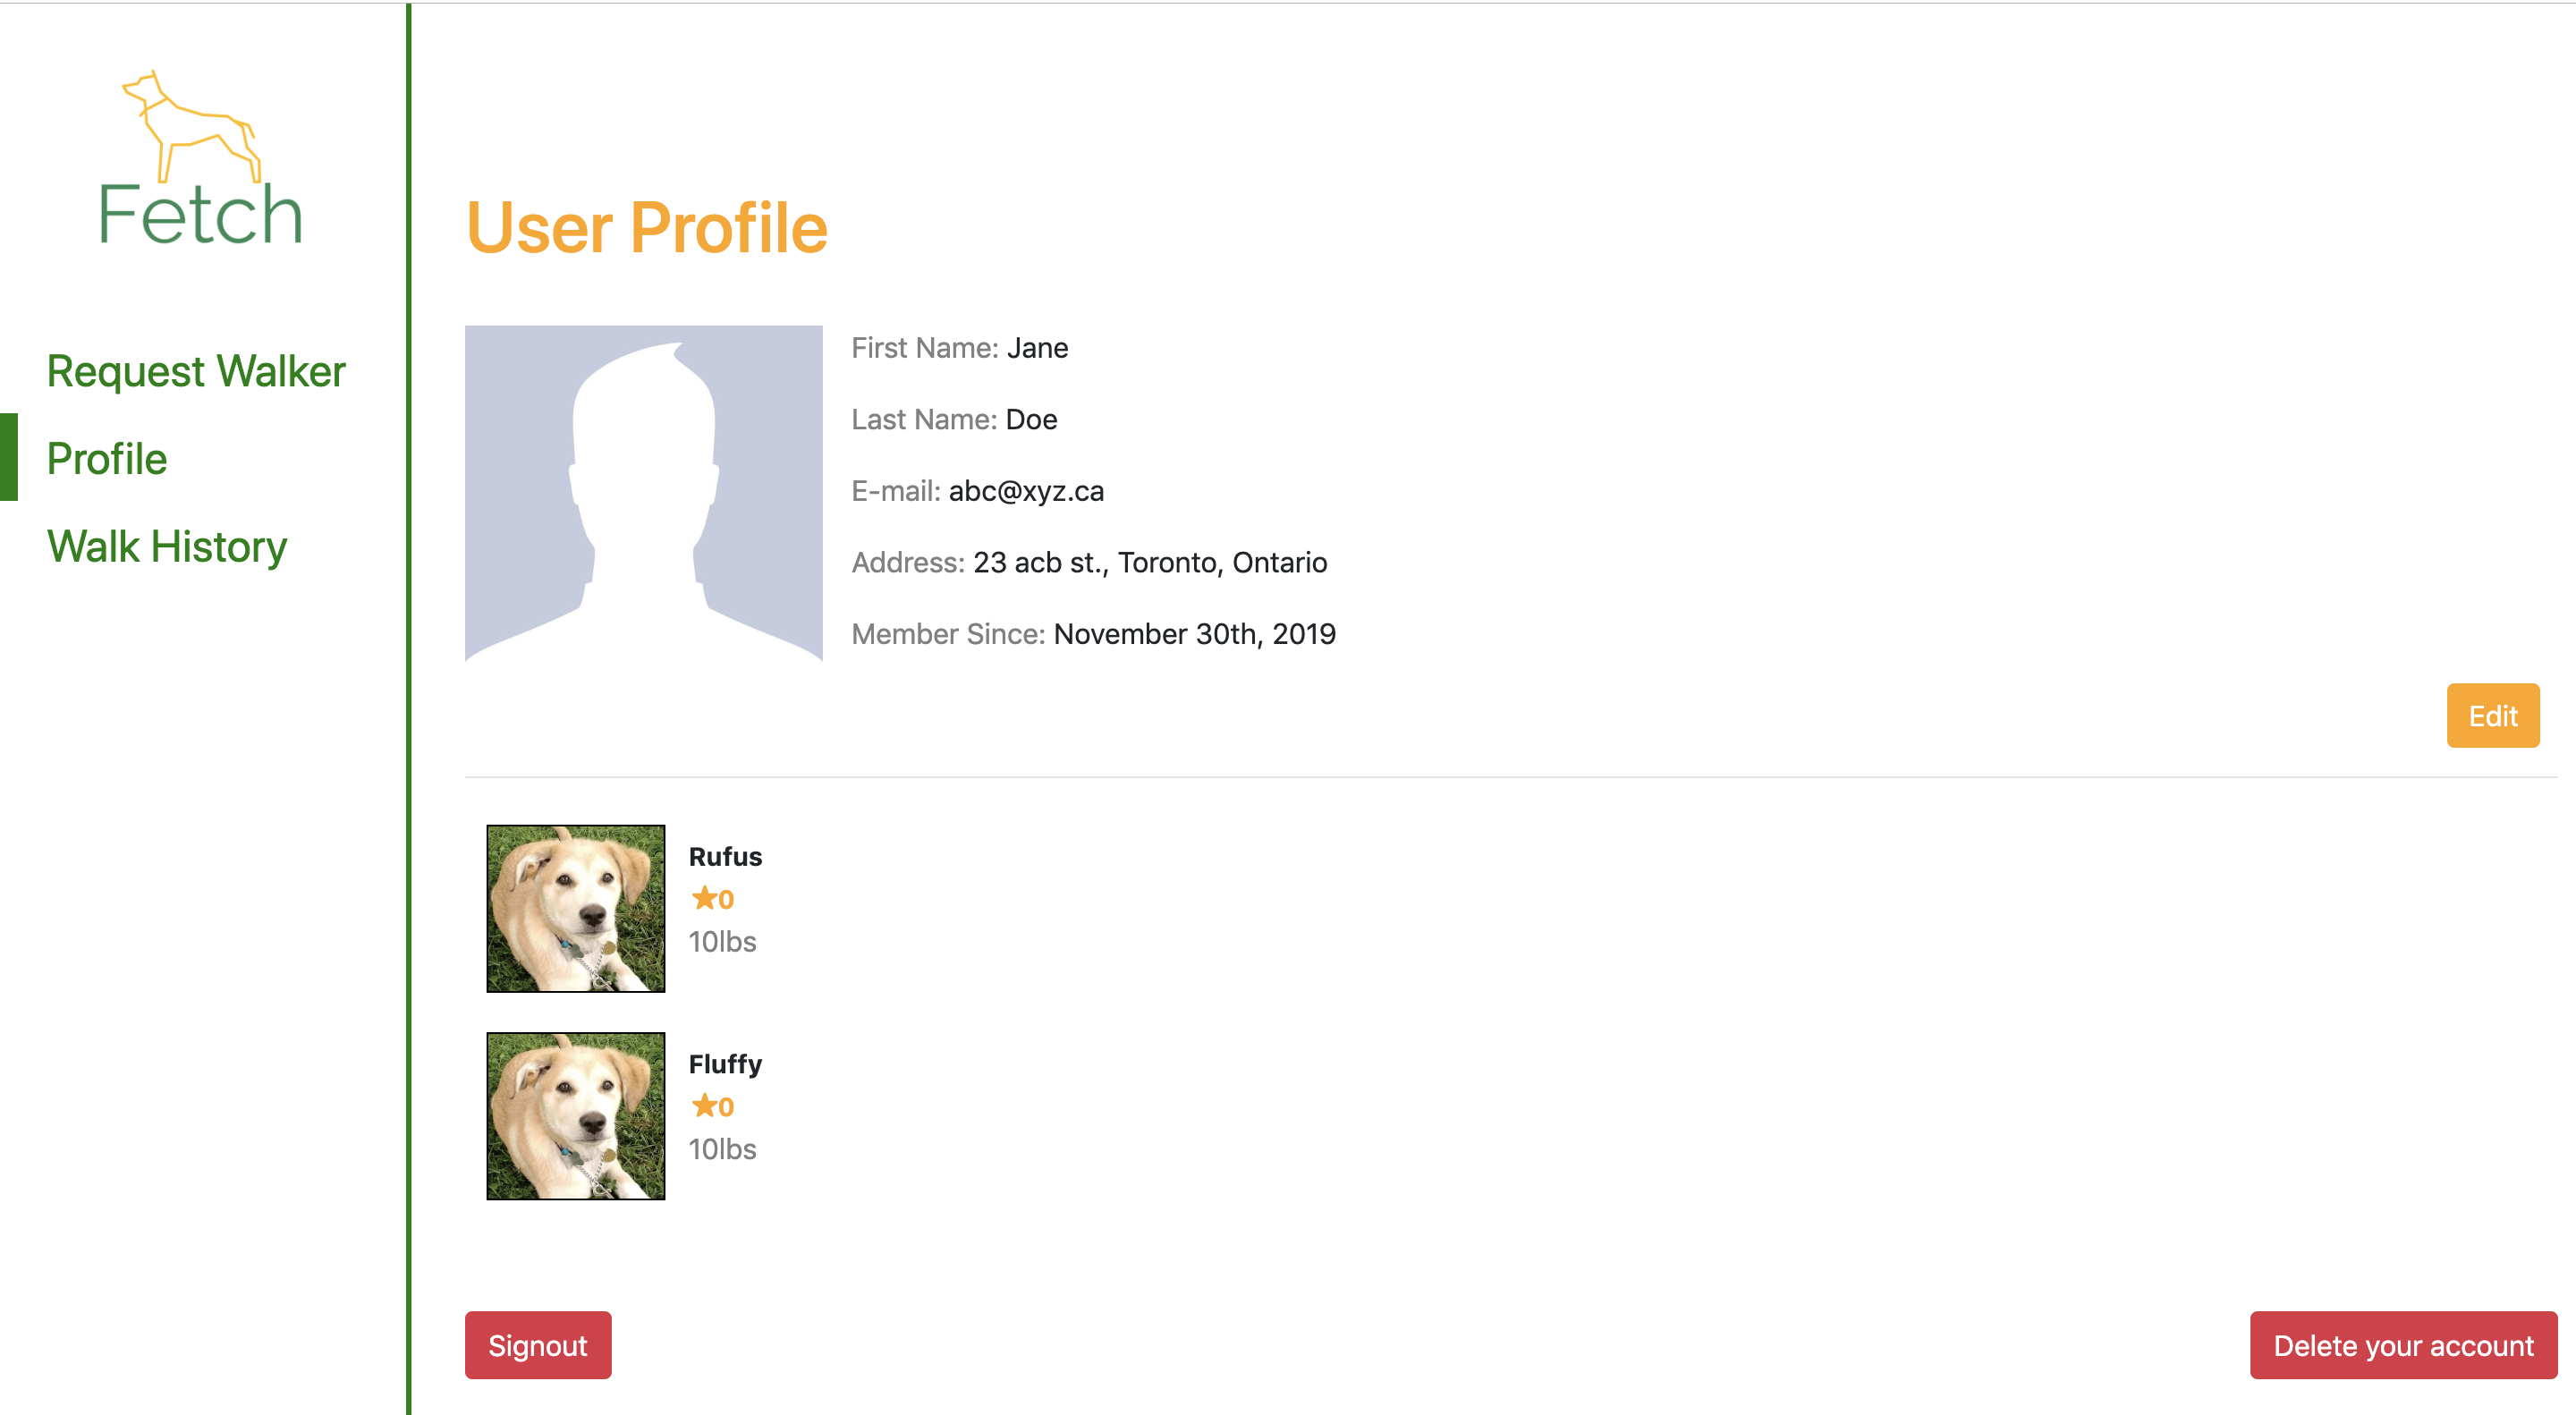 Fetch
Request Walker
Profile
Walk History
User Profile
First Name: Jane
Last Name: Doe
E-mail: abc@xyz.ca
Address: 23 acb st., Toronto, Ontario
Member Since: November 30th, 2019
Edit
Rufus
★0
10lbs
Fluffy
★0
10lbs
Signout
Delete your account